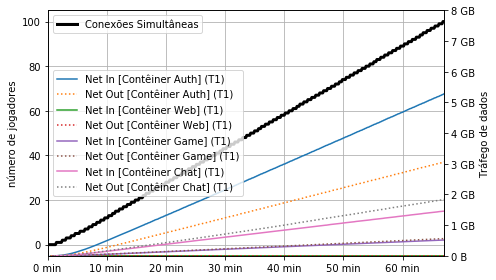 Conexões Simultâneas
Net In [Contêiner Auth] (T1)
Net Out [Contêiner Auth] (T1)
Net In [Contêiner Web] (T1)
Net Out [Contêiner Web] (T1)
Net In [Contêiner Game] (T1)
Net Out [Contêiner Game] (T1)
Net In [Contêiner Chat] (T1)
Net Out [Contêiner Chat] (T1)
número de jogadores
100
80
60
40
20
0
Tráfego de dados
8 GB
7 GB
6 GB
5 GB
4 GB
3 GB
2 GB
1 GB
0 B
0 min
10 min
20 min
30 min
40 min
50 min
60 min